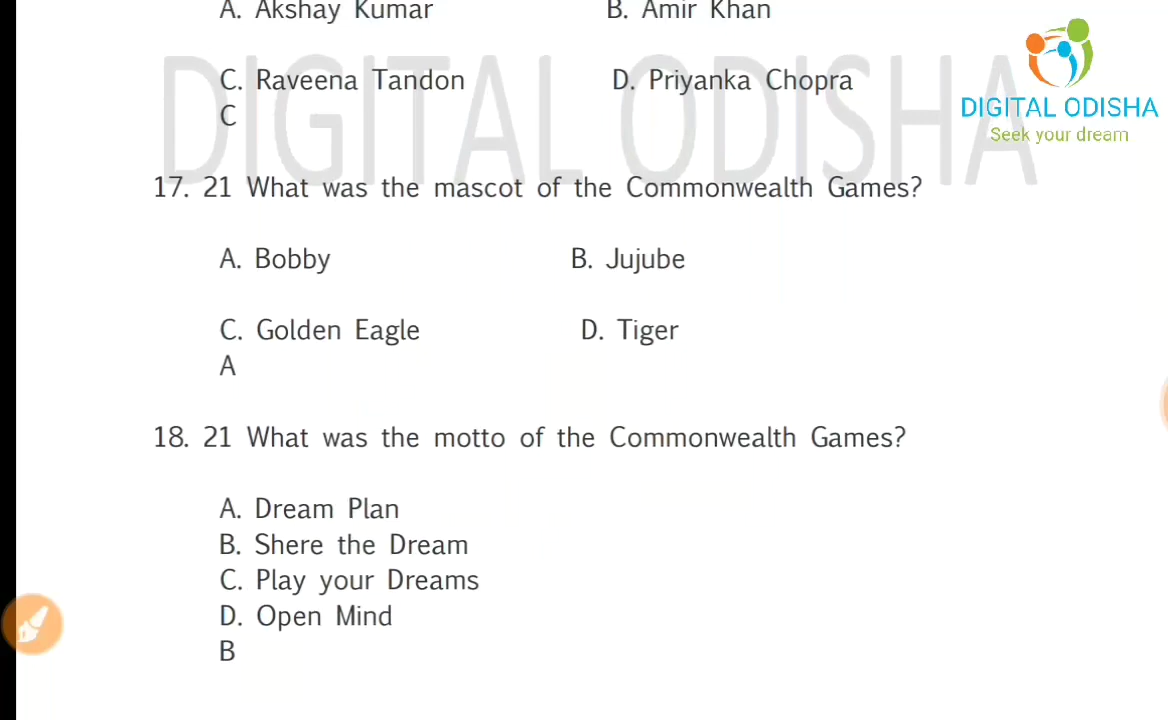 A. Akshay Kumar B. Amir Khan
C. Raveena Tandon D. Priyanka Chopra
C
DIGITAL ODISHA
DIGITAL ODISHA
Seek your dream
17. 21 What was the mascot of the Commonwealth Games?
A. Bobby B. Jujube
C. Golden Eagle D. Tiger
A
18. 21 What was the motto of the Commonwealth Games?
A. Dream Plan
B. Shere the Dream
C. Play your Dreams
D. Open Mind
B